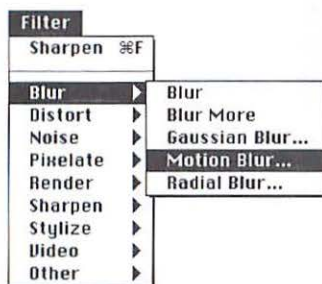 Filter
Sharpen ⌘F
Blur
Distort
Noise
Pixelate
Render
Sharpen
Stylize
Video
Other
Blur
Blur More
Gaussian Blur...
Motion Blur...
Radial Blur...